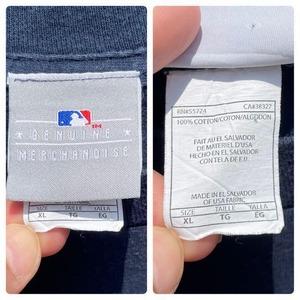 GENUINE
MERCHANDISE
SIZE TAILLE TALLA
XL TG EG
RN#55724 CA#38327
100% COTTON/COTON/ALGODON
FAIT AU EL SALVADOR
DE MATERIEL D'USA
HECHO EN EL SALVADOR
CON TELA DE E.U.
MADE IN EL SALVADOR
OF USA FABRIC
SIZE TAILLE TALLA
XL TG EG